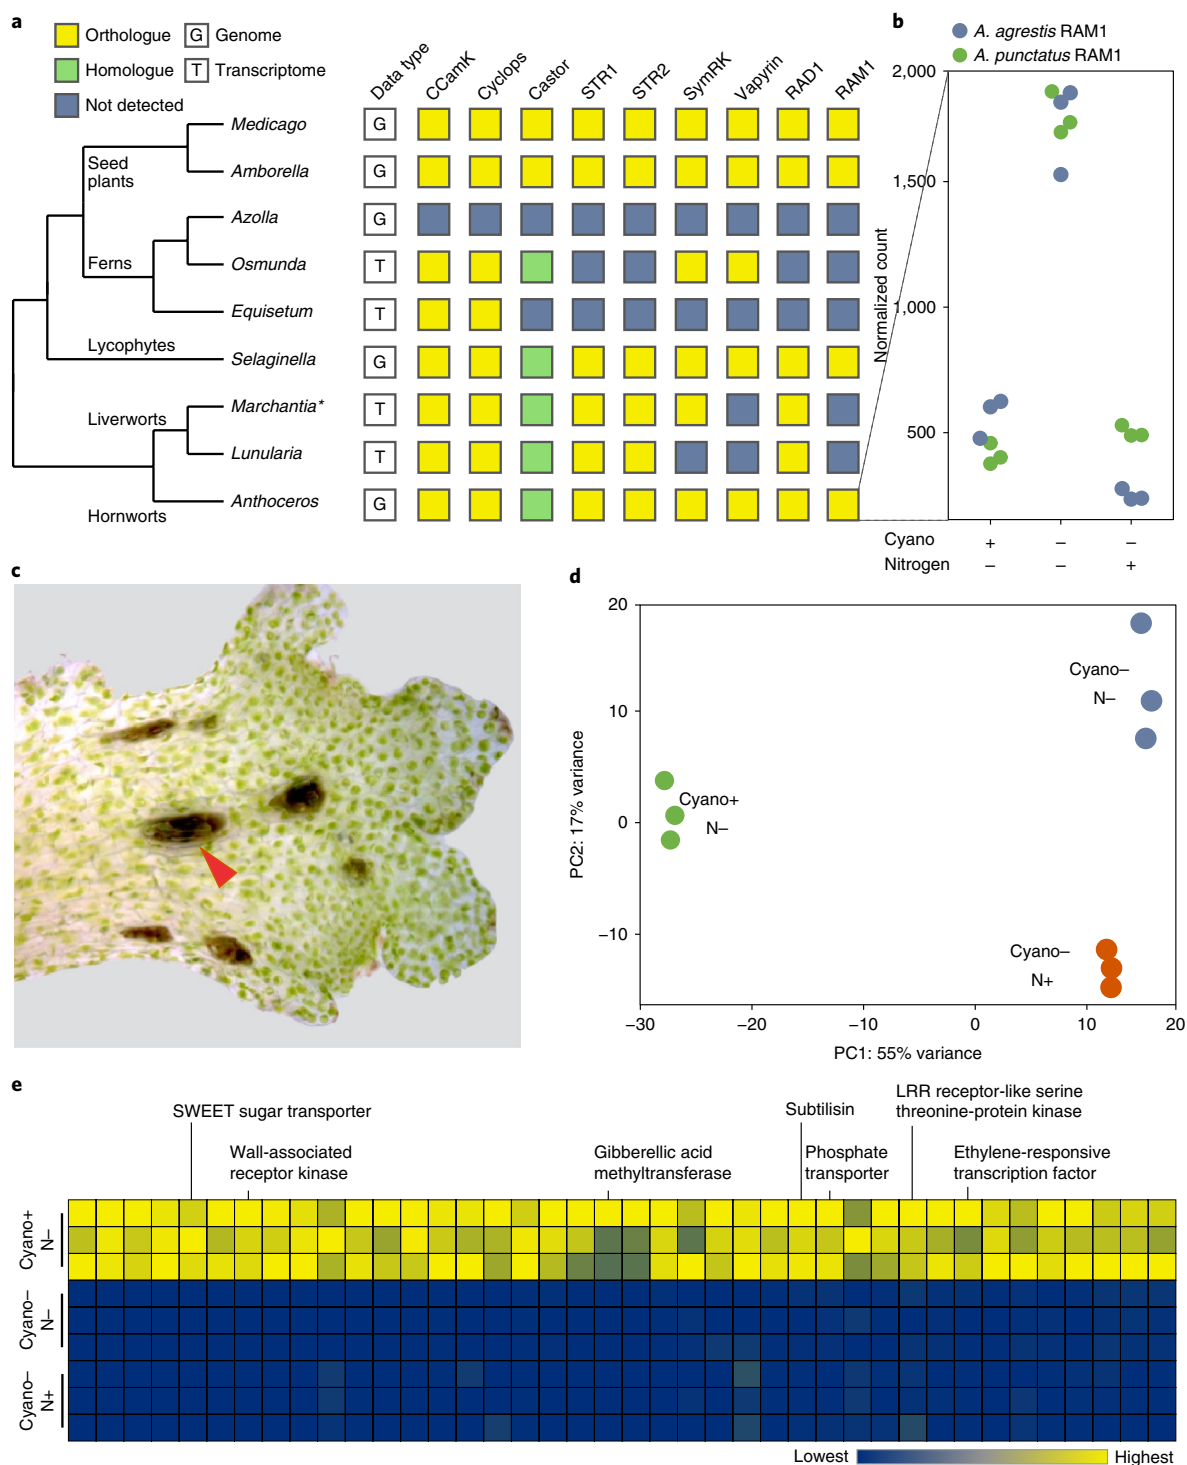 a
Orthologue
G Genome
Homologue
T Transcriptome
Not detected
Data type
CCamK
Cyclops
Castor
STR1
STR2
SymRK
Vapyrin
RAD1
RAM1
Medicago
G
Seed
plants
Amborella
G
Azolla
G
Ferns
Osmunda
T
Equisetum
T
Lycophytes
Selaginella
G
Liverworts
Marchantia*
T
Lunularia
T
Anthoceros
G
Hornworts
b
A. agrestis RAM1
A. punctatus RAM1
2,000
1,500
1,000
500
Normalized count
Cyano + – –
Nitrogen – – +
c
d
20
10
0
–10
PC2: 17% variance
Cyano–
N–
Cyano+
N–
Cyano–
N+
–30 –20 –10 0 10 20
PC1: 55% variance
e
SWEET sugar transporter
Wall-associated
receptor kinase
Gibberellic acid
methyltransferase
Subtilisin
Phosphate
transporter
LRR receptor-like serine
threonine-protein kinase
Ethylene-responsive
transcription factor
Cyano+
N–
Cyano–
N–
Cyano–
N+
Lowest Highest